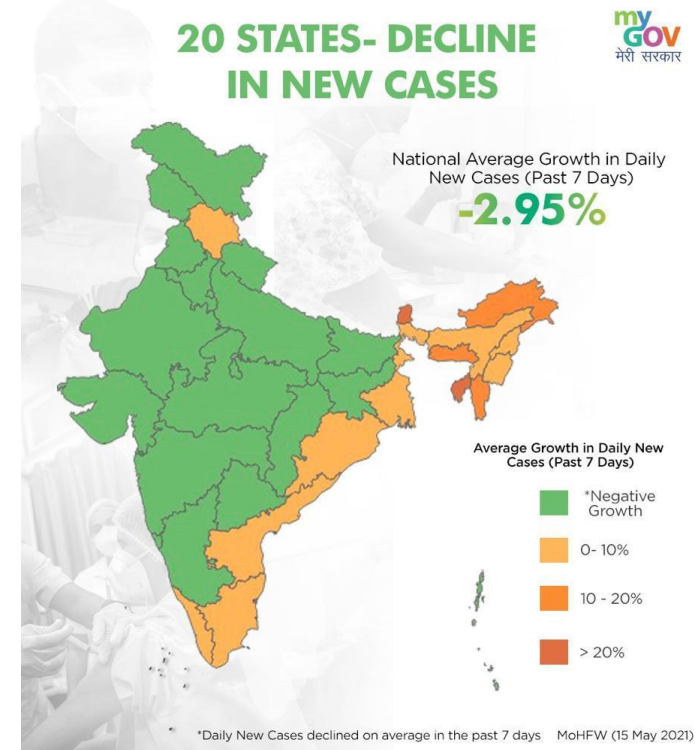 20 STATES- DECLINE
IN NEW CASES
my
GOV
मेरी सरकार
National Average Growth in Daily
New Cases (Past 7 Days)
-2.95%
Average Growth in Daily New
Cases (Past 7 Days)
*Negative
Growth
0- 10%
10 - 20%
> 20%
*Daily New Cases declined on average in the past 7 days MoHFW (15 May 2021)